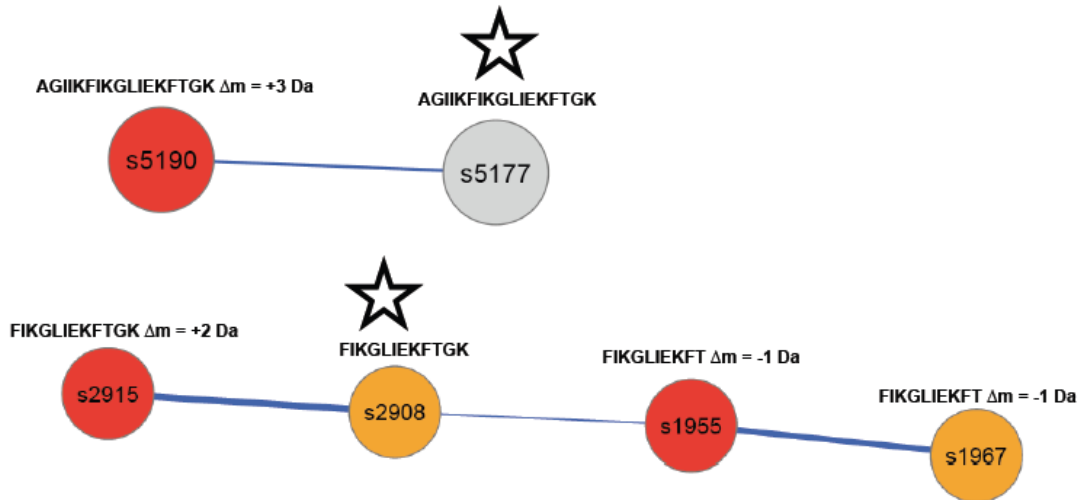 AGIIKFIKGLIEKFTGK Δm = +3 Da
AGIIKFIKGLIEKFTGK
s5190
s5177
FIKGLIEKFTGK Δm = +2 Da
FIKGLIEKFTGK
FIKGLIEKFT Δm = -1 Da
FIKGLIEKFT Δm = -1 Da
s2915
s2908
s1955
s1967